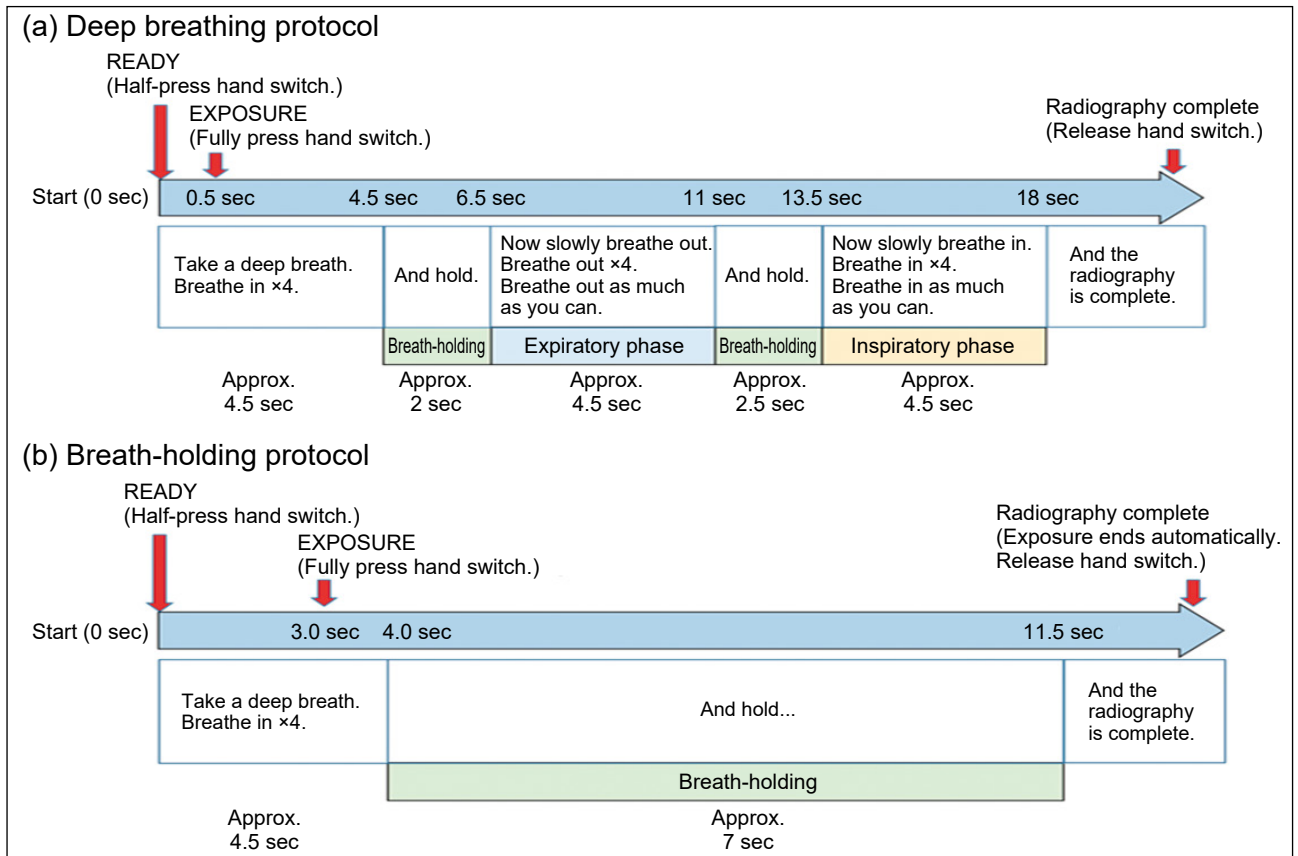 (a) Deep breathing protocol
READY
(Half-press hand switch.)
EXPOSURE
(Fully press hand switch.)
Radiography complete
(Release hand switch.)
Start (0 sec)
0.5 sec
4.5 sec
6.5 sec
11 sec
13.5 sec
18 sec
Take a deep breath.
Breathe in ×4.
And hold.
Now slowly breathe out.
Breathe out ×4.
Breathe out as much
as you can.
And hold.
Now slowly breathe in.
Breathe in ×4.
Breathe in as much
as you can.
And the
radiography
is complete.
Breath-holding
Expiratory phase
Breath-holding
Inspiratory phase
Approx.
4.5 sec
Approx.
2 sec
Approx.
4.5 sec
Approx.
2.5 sec
Approx.
4.5 sec
(b) Breath-holding protocol
READY
(Half-press hand switch.)
EXPOSURE
(Fully press hand switch.)
Radiography complete
(Exposure ends automatically.
Release hand switch.)
Start (0 sec)
3.0 sec
4.0 sec
11.5 sec
Take a deep breath.
Breathe in ×4.
And hold...
And the
radiography
is complete.
Breath-holding
Approx.
4.5 sec
Approx.
7 sec